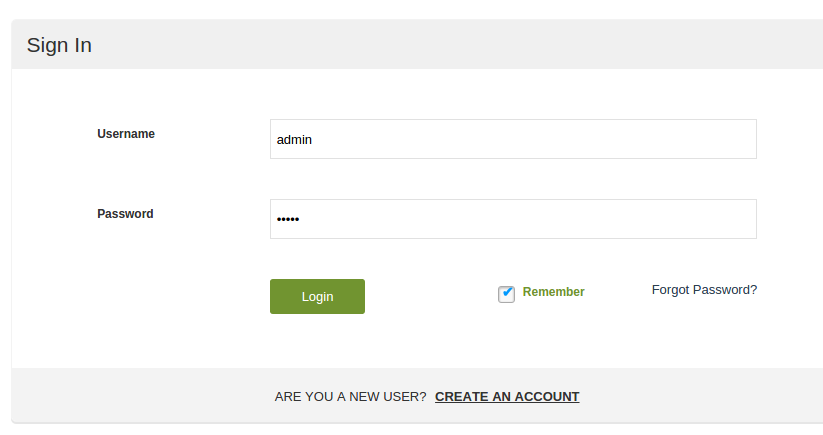 Sign In
Username
admin
Password
•••••
Login
Remember
Forgot Password?
ARE YOU A NEW USER? CREATE AN ACCOUNT